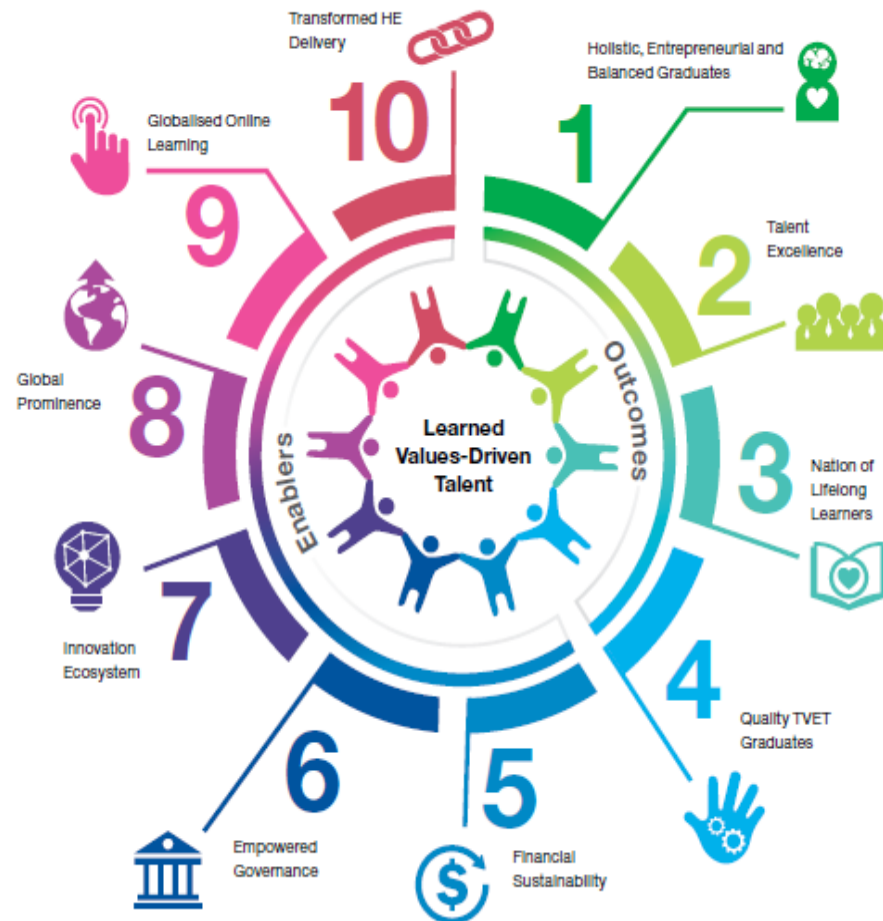 Transformed HE
Delivery
10
Holistic, Entrepreneurial and
Balanced Graduates
1
Globalised Online
Learning
9
Talent
Excellence
2
Global
Prominence
8
Enablers
Learned
Values-Driven
Talent
Outcomes
3
Nation of
Lifelong
Learners
7
Innovation
Ecosystem
4
Quality TVET
Graduates
6
Empowered
Governance
5
$
Financial
Sustainability